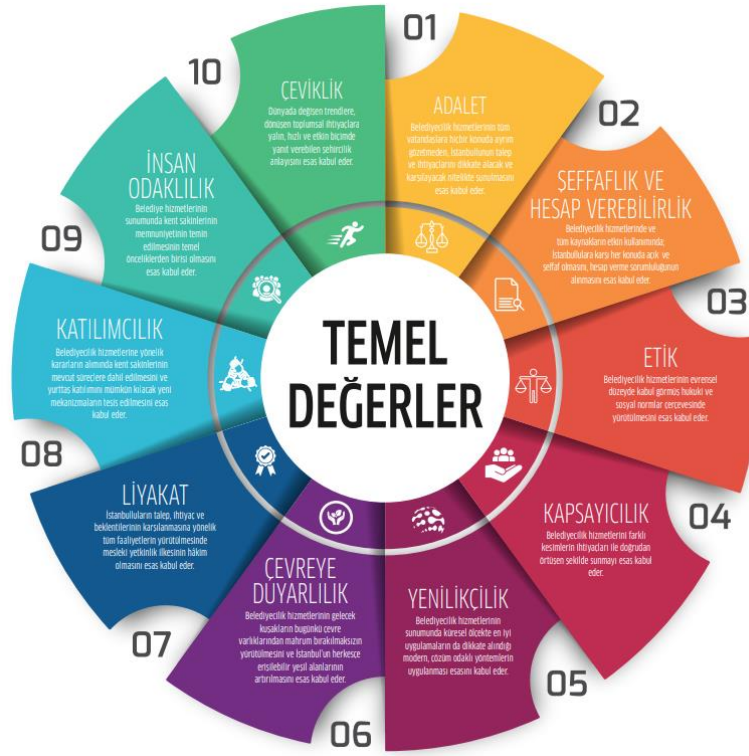 TEMEL
DEĞERLER
01
ADALET
Belediyecilik hizmetlerinin tüm
vatandaşlara hiçbir konuda ayrım
gözetmeden, İstanbullunun talep
ve ihtiyaçlarını dikkate alacak ve
karşılayacak nitelikte sunulmasını
esas kabul eder.
02
ŞEFFAFLIK VE
HESAP VEREBİLİRLİK
Belediyecilik hizmetlerinde ve
tüm kaynakların etkin kullanımında;
İstanbullulara karşı her konuda açık ve
şeffaf olmasını, hesap verme sorumluluğunun
alınmasını esas kabul eder.
03
ETİK
Belediyecilik hizmetlerinin evrensel
düzeyde kabul görmüş hukuki ve
sosyal normlar çerçevesinde
yürütülmesini esas kabul eder.
04
KAPSAYICILIK
Belediyecilik hizmetlerini farklı
kesimlerin ihtiyaçları ile doğrudan
örtüşen şekilde sunmayı esas kabul
eder.
05
YENİLİKÇİLİK
Belediyecilik hizmetlerinin
sunumunda küresel ölçekte en iyi
uygulamaların da dikkate alındığı
modern, çözüm odaklı yöntemlerin
uygulanması esasını kabul eder.
06
ÇEVREYE
DUYARLILIK
Belediyecilik hizmetlerinin gelecek
kuşakların bugünkü çevre
varlıklarından mahrum bırakılmaksızın
yürütülmesini ve İstanbul'un herkesçe
erişilebilir yeşil alanlarının
artırılmasını esas kabul eder.
07
LİYAKAT
İstanbulluların talep, ihtiyaç ve
beklentilerinin karşılanmasına yönelik
tüm faaliyetlerin yürütülmesinde
mesleki yetkinlik ilkesinin hâkim
olmasını esas kabul eder.
08
KATILIMCILIK
Belediyecilik hizmetlerine yönelik
kararların alımında kent sakinlerinin
mevcut süreçlere dahil edilmesini ve
yurttaş katılımını mümkün kılacak yeni
mekanizmaların tesis edilmesini esas
kabul eder.
09
İNSAN
ODAKLILIK
Belediye hizmetlerinin
sunumunda kent sakinlerinin
memnuniyetinin temin
edilmesinin temel
önceliklerden birisi olmasını
esas kabul eder.
10
ÇEVİKLİK
Dünyada değişen trendlere,
dönüşen toplumsal ihtiyaçlara
yalın, hızlı ve etkin biçimde
yanıt verebilen şehircilik
anlayışını esas kabul eder.